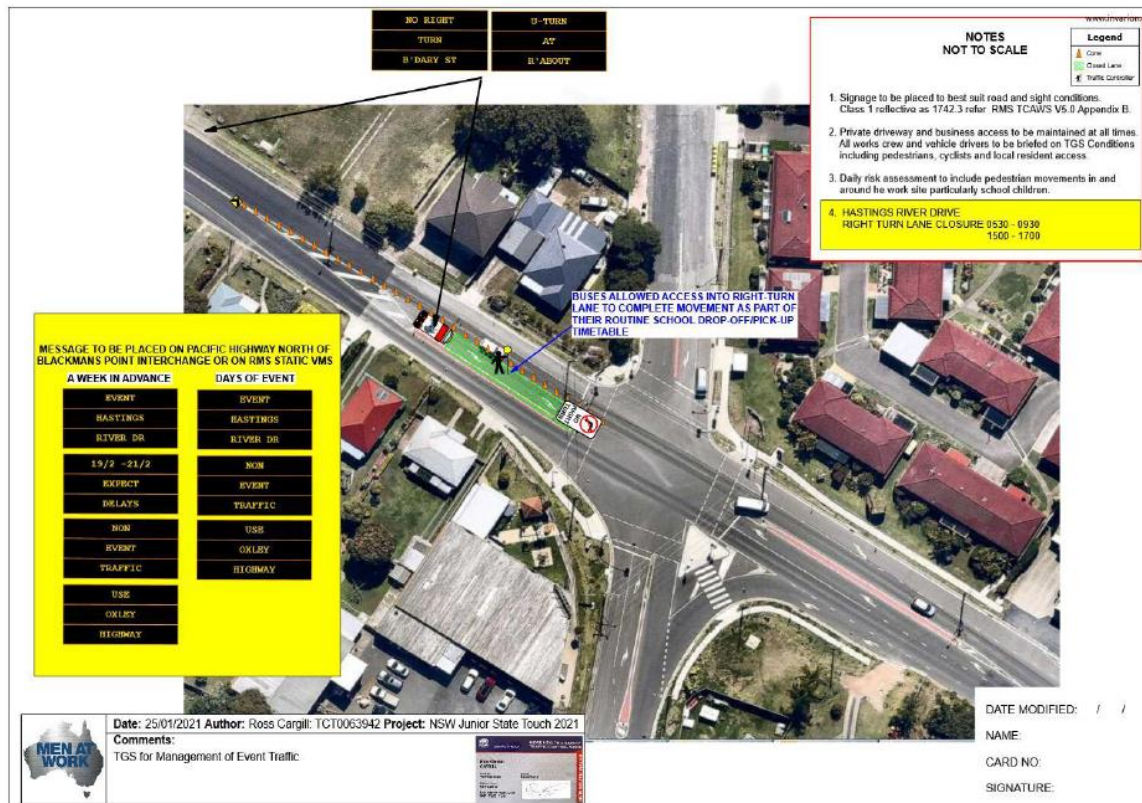 NO RIGHT
TURN
B'DARY ST
U-TURN
AT
R'ABOUT
NOTES
NOT TO SCALE
Legend
Cone
Closed Lane
Traffic Controller
1. Signage to be placed to best suit road and sight conditions.
Class 1 reflective as 1742.3 refer RMS TCAWS V5.0 Appendix B.
2. Private driveway and business access to be maintained at all times.
All works crew and vehicle drivers to be briefed on TGS Conditions
including pedestrians, cyclists and local resident access.
3. Daily risk assessment to include pedestrian movements in and
around he work site particularly school children.
4. HASTINGS RIVER DRIVE
RIGHT TURN LANE CLOSURE 0530 - 0930
1500 - 1700
BUSES ALLOWED ACCESS INTO RIGHT-TURN
LANE TO COMPLETE MOVEMENT AS PART OF
THEIR ROUTINE SCHOOL DROP-OFF/PICK-UP
TIMETABLE
NO
RIGHT
TURN
MESSAGE TO BE PLACED ON PACIFIC HIGHWAY NORTH OF
BLACKMANS POINT INTERCHANGE OR ON RMS STATIC VMS
A WEEK IN ADVANCE
EVENT
HASTINGS
RIVER DR
19/2 -21/2
EXPECT
DELAYS
NON
EVENT
TRAFFIC
USE
OXLEY
HIGHWAY
DAYS OF EVENT
EVENT
HASTINGS
RIVER DR
NON
EVENT
TRAFFIC
USE
OXLEY
HIGHWAY
MEN AT
WORK
Date: 25/01/2021 Author: Ross Cargill: TCT0063942 Project: NSW Junior State Touch 2021
Comments:
TGS for Management of Event Traffic
DATE MODIFIED: / /
NAME:
CARD NO:
SIGNATURE: